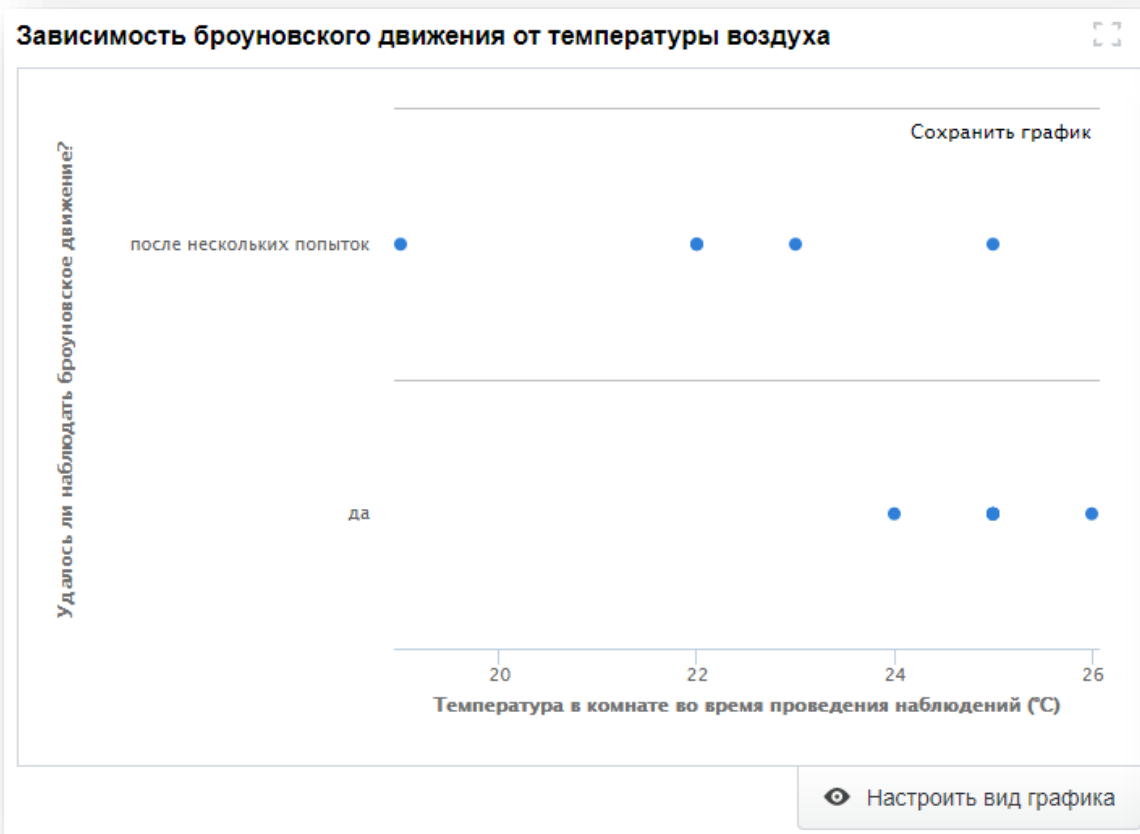 Зависимость броуновского движения от температуры воздуха
Сохранить график
Удалось ли наблюдать броуновское движение?
после нескольких попыток
да
20 22 24 26
Температура в комнате во время проведения наблюдений (°C)
Настроить вид графика